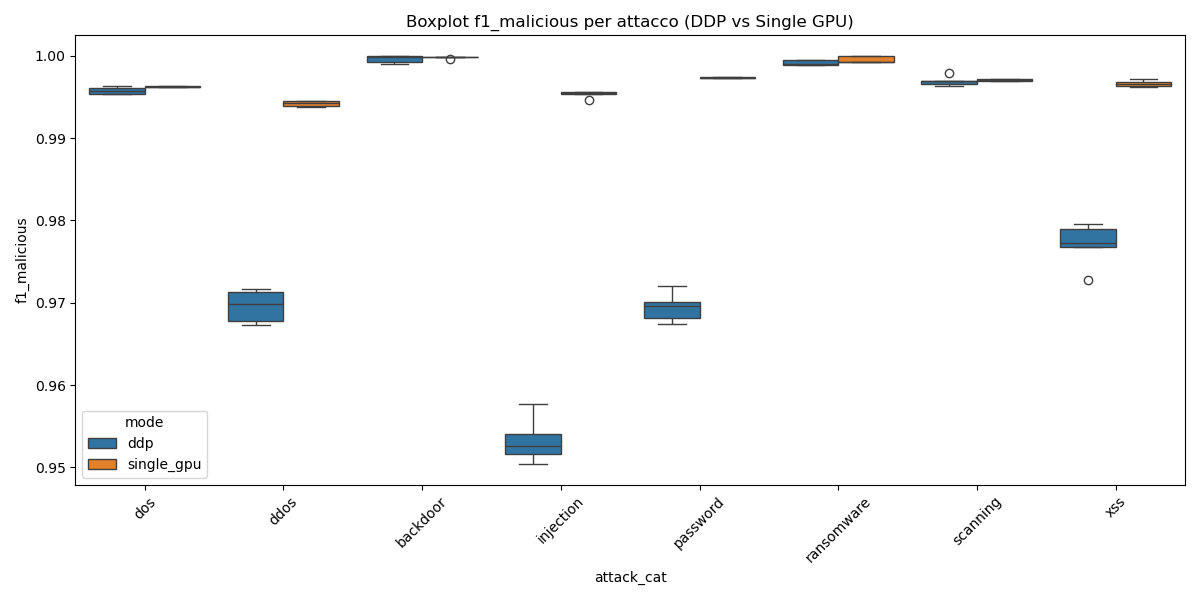 Boxplot f1_malicious per attacco (DDP vs Single GPU)
f1_malicious
1.00
0.99
0.98
0.97
0.96
0.95
mode
ddp
single_gpu
dos
ddos
backdoor
injection
password
ransomware
scanning
xss
attack_cat